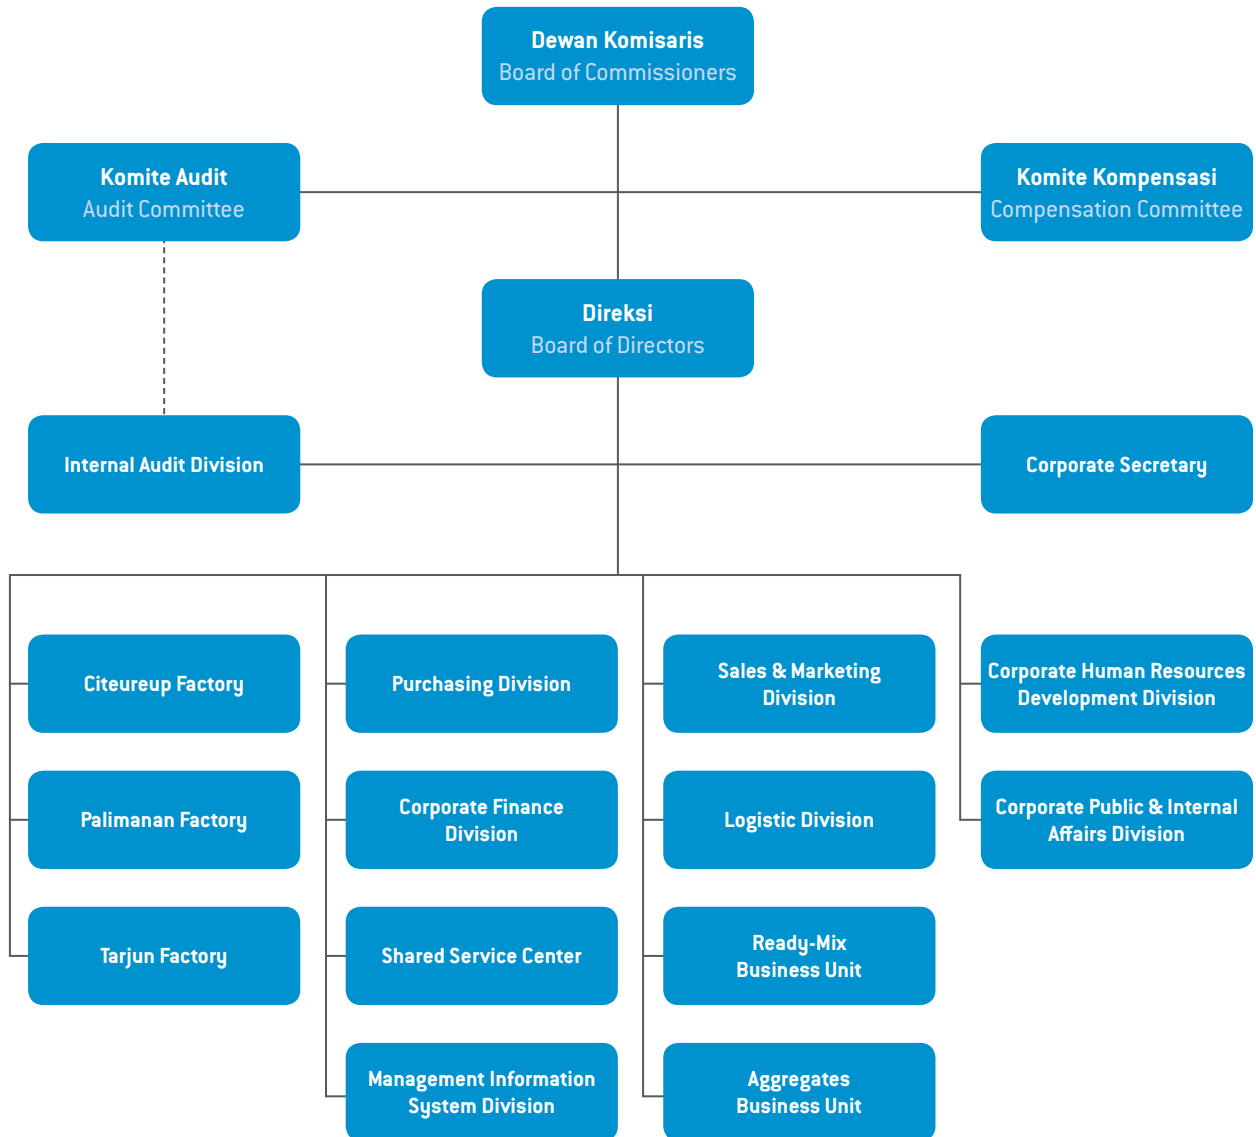 Dewan Komisaris
Board of Commissioners
Komite Audit
Audit Committee
Komite Kompensasi
Compensation Committee
Direksi
Board of Directors
Internal Audit Division
Corporate Secretary
Citeureup Factory
Purchasing Division
Sales & Marketing
Division
Corporate Human Resources
Development Division
Palimanan Factory
Corporate Finance
Division
Logistic Division
Corporate Public & Internal
Affairs Division
Tarjun Factory
Shared Service Center
Ready-Mix
Business Unit
Management Information
System Division
Aggregates
Business Unit